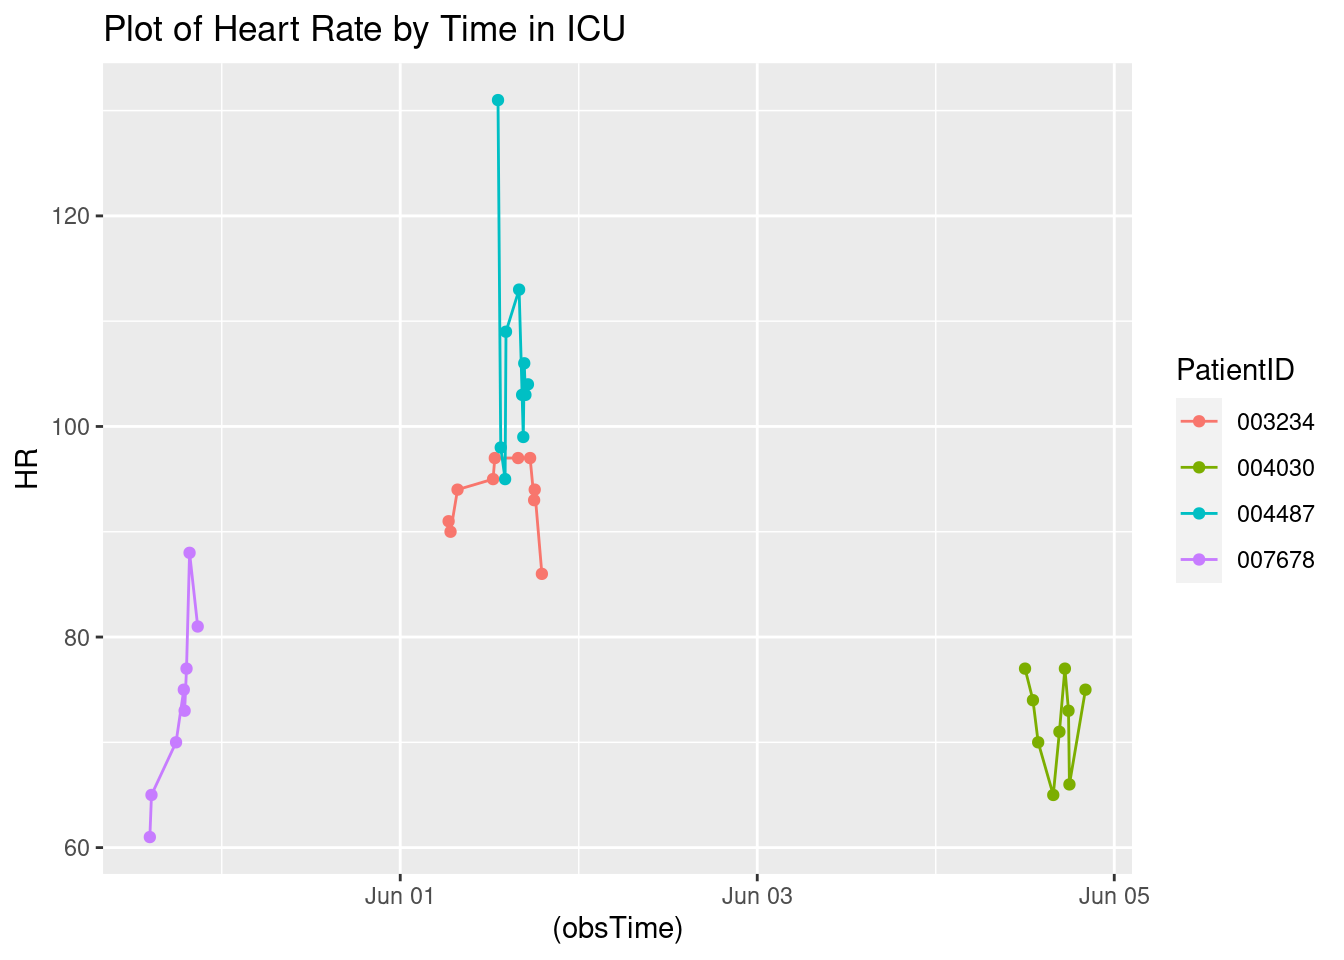 Plot of Heart Rate by Time in ICU
HR
120
100
80
60
Jun 01
Jun 03
Jun 05
(obsTime)
PatientID
003234
004030
004487
007678